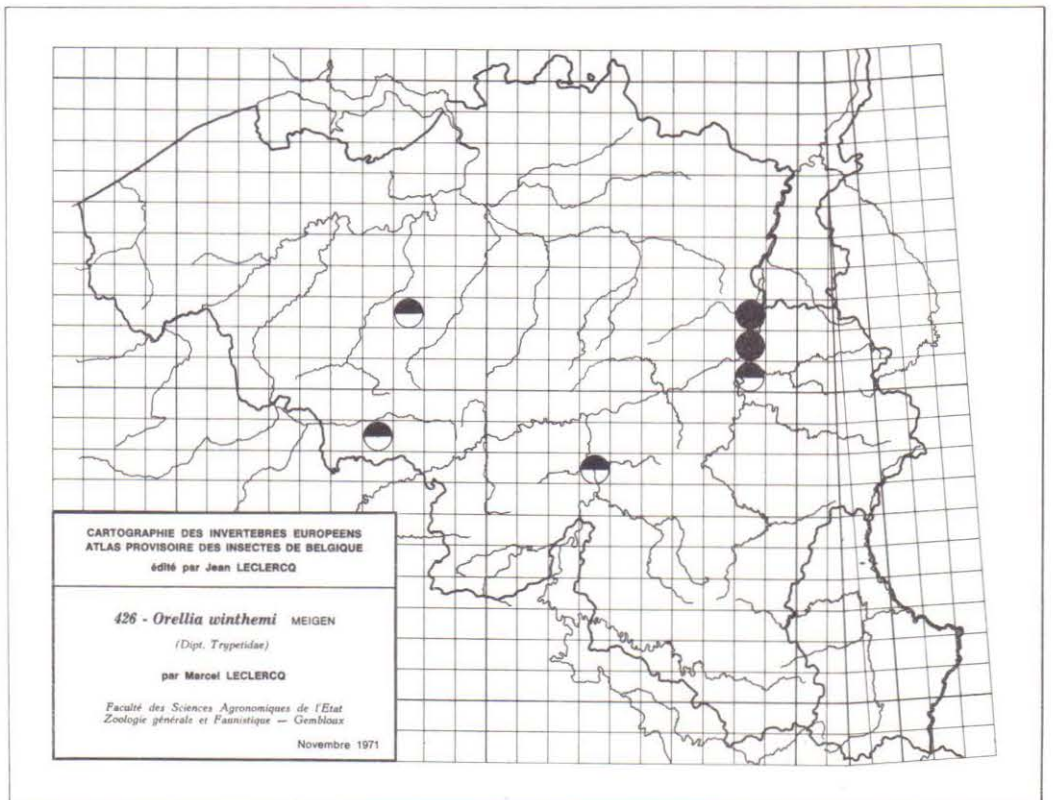 CARTOGRAPHIE DES INVERTEBRES EUROPEENS
ATLAS PROVISOIRE DES INSECTES DE BELGIQUE
édité par Jean LECLERCQ
426 - Orellia winthemi MEIGEN
(Dipt. Trypetidae)
par Marcel LECLERCQ
Faculté des Sciences Agronomiques de l'Etat
Zoologie générale et Faunistique — Gembloux
Novembre 1971